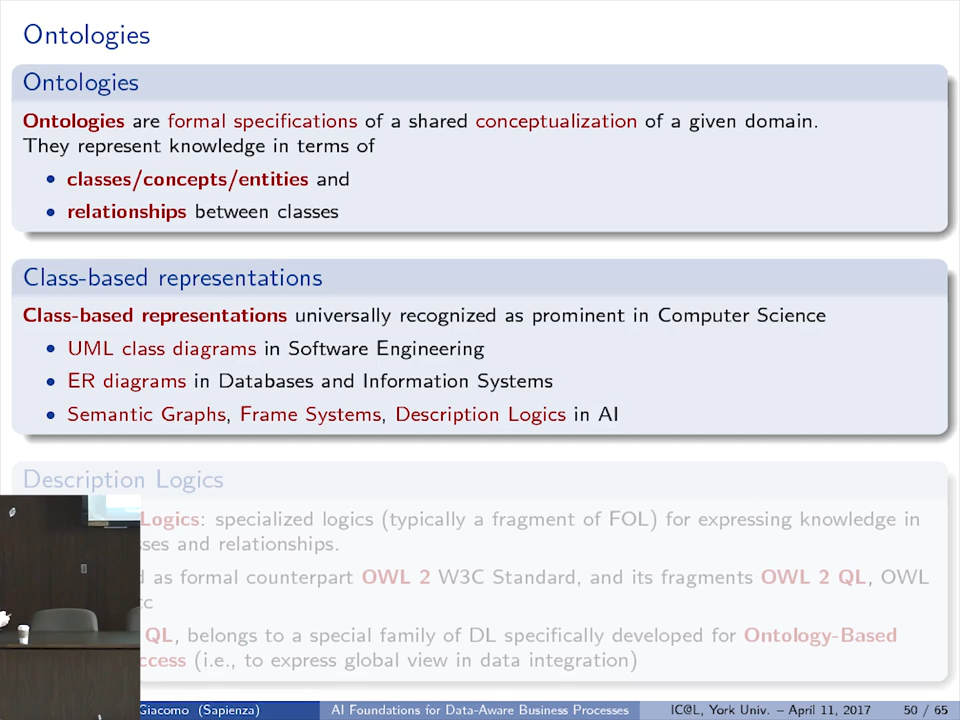 Ontologies
Ontologies
Ontologies are formal specifications of a shared conceptualization of a given domain.
They represent knowledge in terms of
• classes/concepts/entities and
• relationships between classes
Class-based representations
Class-based representations universally recognized as prominent in Computer Science
• UML class diagrams in Software Engineering
• ER diagrams in Databases and Information Systems
• Semantic Graphs, Frame Systems, Description Logics in AI
Description Logics
Logics: specialized logics (typically a fragment of FOL) for expressing knowledge in
and relationships.
as formal counterpart OWL 2 W3C Standard, and its fragments OWL 2 QL, OWL
QL, belongs to a special family of DL specifically developed for Ontology-Based
(i.e., to express global view in data integration)
Giacomo (Sapienza) AI Foundations for Data-Aware Business Processes IC@L, York Univ. – April 11, 2017 50 / 65